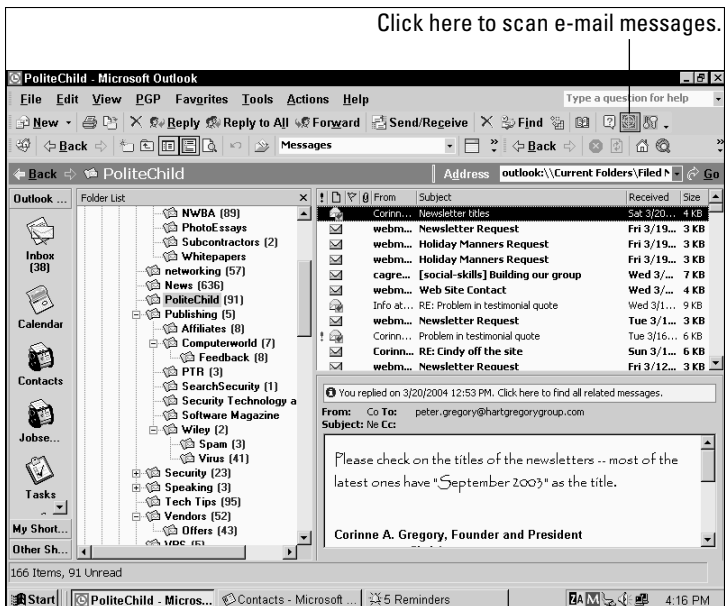 Click here to scan e-mail messages.
PoliteChild - Microsoft Outlook
File Edit View PGP Favorites Tools Actions Help Type a question for help
New Reply Reply to All Forward Send/Receive Find
Back Messages Back
Back PoliteChild Address outlook:\\Current Folders\Filed Go
Outlook ... Folder List ! From Subject Received Size
NWBA (89)
PhotoEssays
Subcontractors (2)
Whitepapers
networking (57)
News (636)
PoliteChild (91)
Publishing (5)
Affiliates (8)
Computerworld (7)
Feedback (8)
PTR (3)
SearchSecurity (1)
Security Technology a
Software Magazine
Wiley (2)
Spam (3)
Virus (41)
Security (23)
Speaking (3)
Tech Tips (95)
Vendors (52)
Offers (43)
VPS (5)
Inbox
(38)
Calendar
Contacts
Jobse...
Tasks
My Short...
Other Sh...
Corinn... Newsletter titles Sat 3/20... 4 KB
webm... Newsletter Request Fri 3/19... 3 KB
webm... Holiday Manners Request Fri 3/19... 3 KB
webm... Holiday Manners Request Fri 3/19... 3 KB
cagre... [social-skills] Building our group Wed 3/... 7 KB
webm... Web Site Contact Wed 3/... 4 KB
Info at... RE: Problem in testimonial quote Wed 3/1... 9 KB
webm... Newsletter Request Tue 3/1... 3 KB
! Corinn... Problem in testimonial quote Tue 3/16... 6 KB
Corinn... RE: Cindy off the site Sun 3/1... 6 KB
webm... Newsletter Request Fri 3/12... 3 KB
You replied on 3/20/2004 12:53 PM. Click here to find all related messages.
From: Co To: peter.gregory@hartgregorygroup.com
Subject: Ne Cc:
Please check on the titles of the newsletters -- most of the
latest ones have "September 2003" as the title.
Corinne A. Gregory, Founder and President
166 Items, 91 Unread
Start PoliteChild - Micros... Contacts - Microsoft ... 5 Reminders 4:16 PM